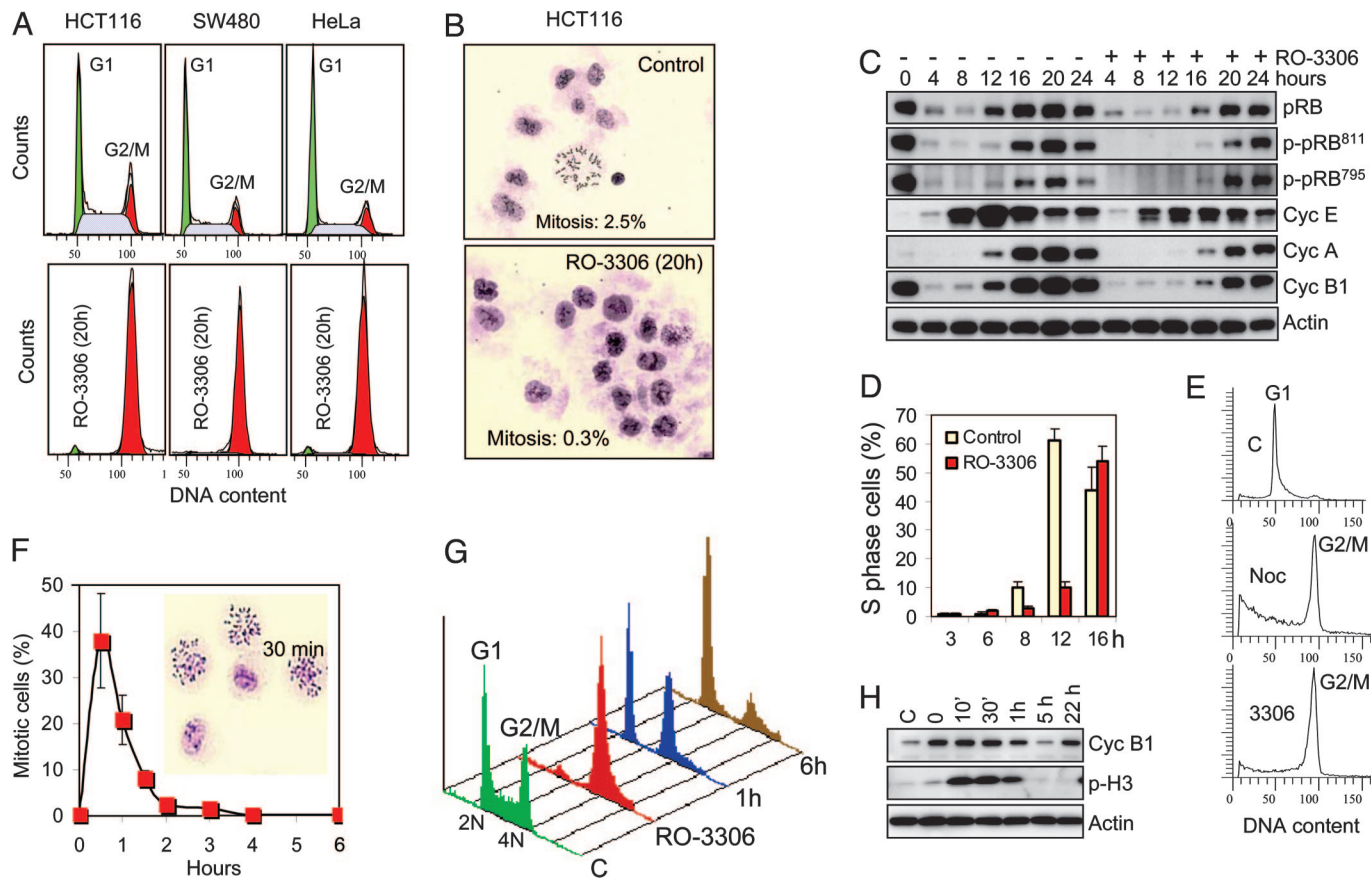 A
HCT116 SW480 HeLa
G1 G1 G1
G2/M G2/M G2/M
Counts
50 100 50 100 50 100
RO-3306 (20h) RO-3306 (20h) RO-3306 (20h)
Counts
50 100 50 100 50 100
DNA content
B
HCT116
Control
Mitosis: 2.5%
RO-3306 (20h)
Mitosis: 0.3%
C
- - - - - - - + + + + + + RO-3306
0 4 8 12 16 20 24 4 8 12 16 20 24 hours
pRB
p-pRB⁸¹¹
p-pRB⁷⁹⁵
Cyc E
Cyc A
Cyc B1
Actin
D
S phase cells (%)
70
60
50
40
30
20
10
0
Control
RO-3306
3 6 8 12 16 h
E
G1
C
0 50 100 150
G2/M
Noc
0 50 100 150
G2/M
3306
0 50 100 150
DNA content
F
Mitotic cells (%)
50
40
30
20
10
0
30 min
0 1 2 3 4 5 6
Hours
G
G1
G2/M
2N
4N
C
RO-3306
1h
6h
H
C 0 10' 30' 1h 5 h 22 h
Cyc B1
p-H3
Actin